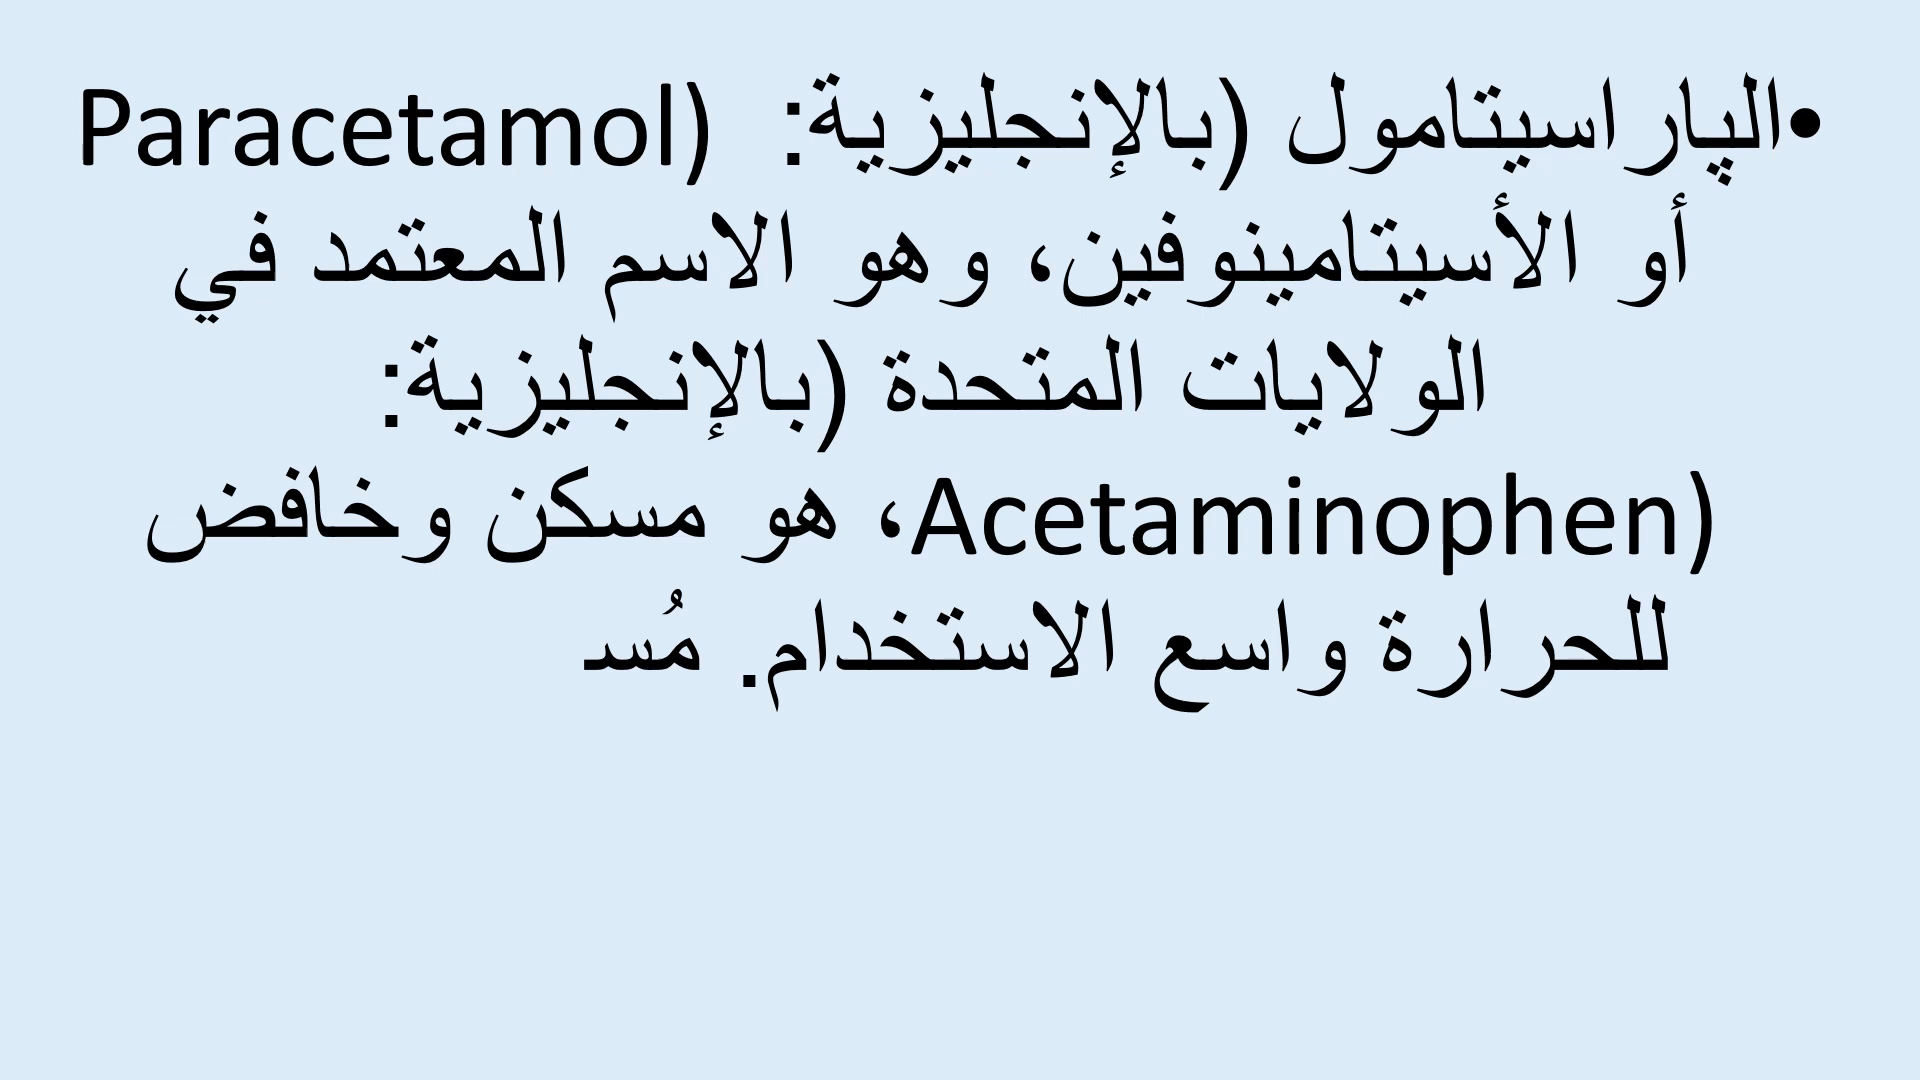 •الپاراسيتامول (بالإنجليزية: Paracetamol)
أو الأسيتامينوفين، وهو الاسم المعتمد في
الولايات المتحدة (بالإنجليزية:
Acetaminophen)، هو مسكن وخافض
للحرارة واسع الاستخدام. مُسـ